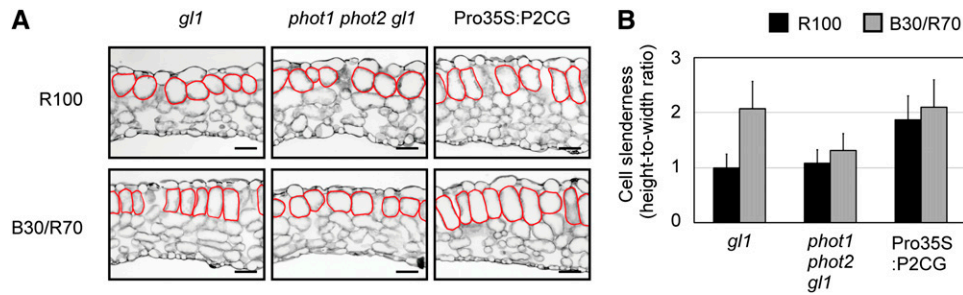 A
gl1
phot1 phot2 gl1
Pro35S:P2CG
R100
B30/R70
B
R100
B30/R70
Cell slenderness
(height-to-width ratio)
3
2
1
0
gl1
phot1
phot2
gl1
Pro35S
:P2CG